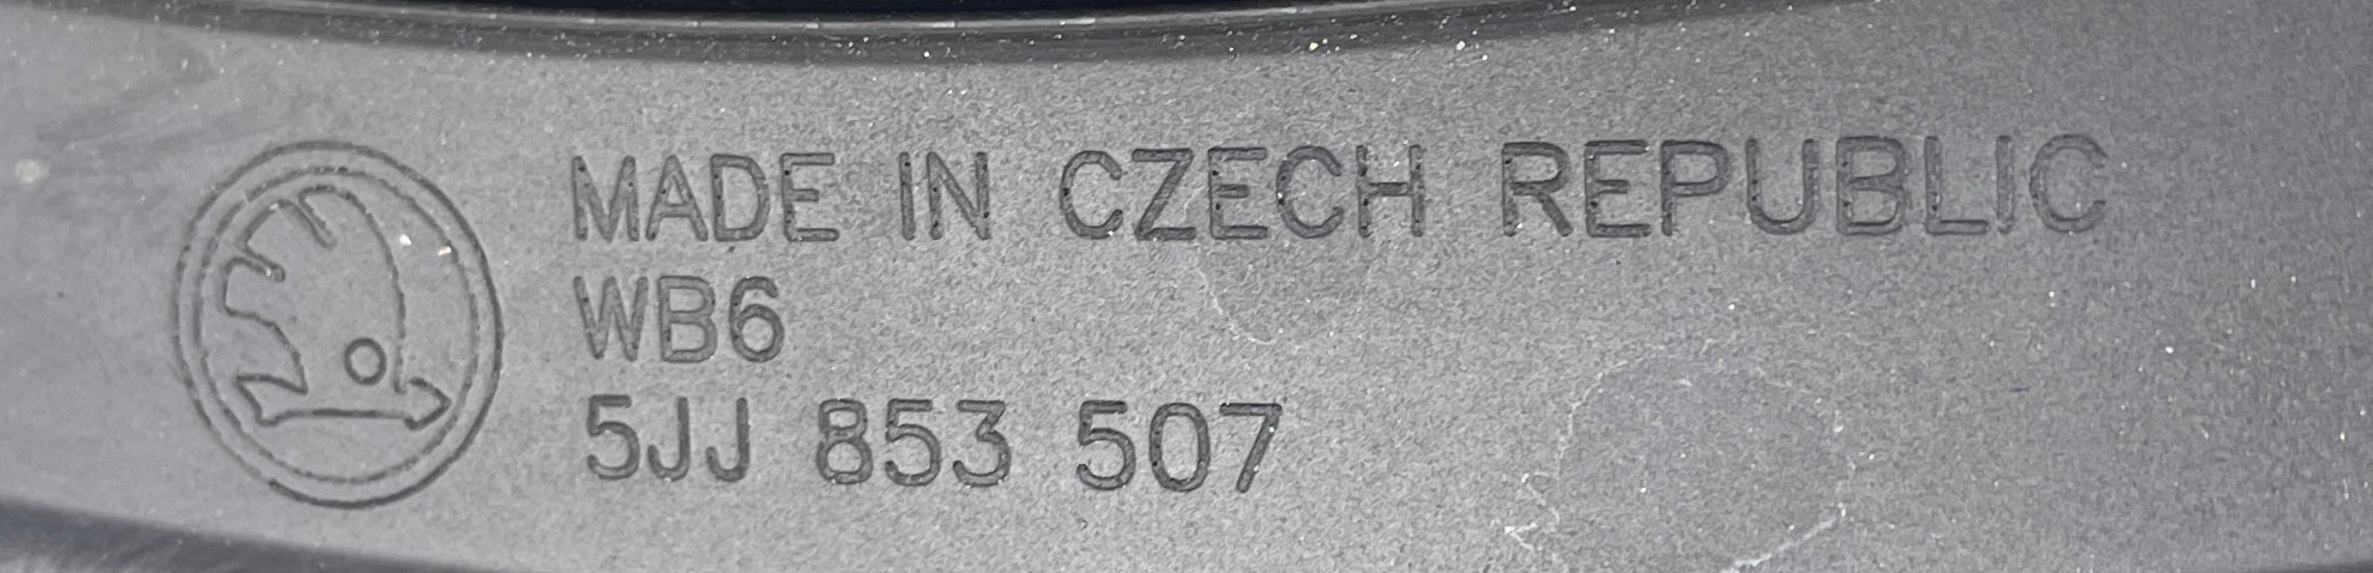 MADE IN CZECH REPUBLIC
WB6
5JJ 853 507